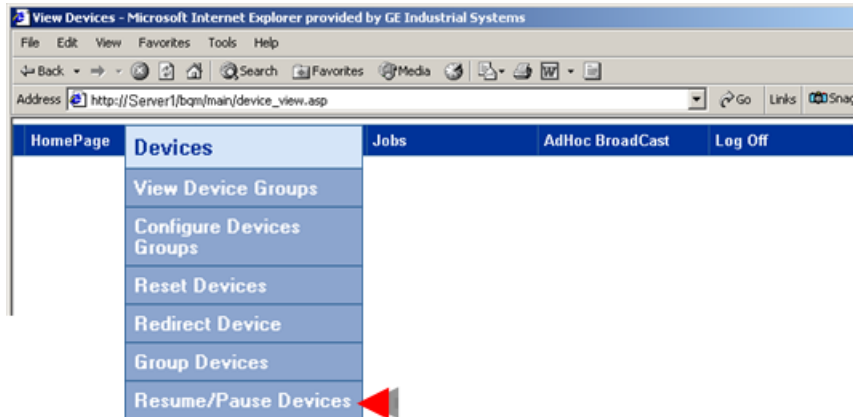 View Devices - Microsoft Internet Explorer provided by GE Industrial Systems
File Edit View Favorites Tools Help
Back Search Favorites Media
Address http://Server1/bqm/main/device_view.asp Go Links Snag
HomePage Devices Jobs AdHoc BroadCast Log Off
View Device Groups
Configure Devices
Groups
Reset Devices
Redirect Device
Group Devices
Resume/Pause Devices